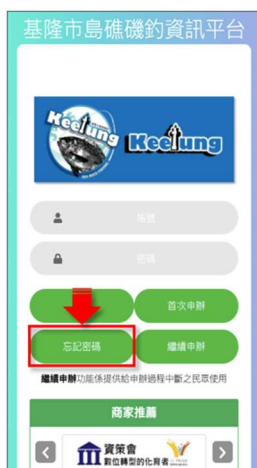 基隆市島礁磯釣資訊平台
Keelung
Keelung
帳號
密碼
首次申辦
忘記密碼
繼續申辦
繼續申辦功能係提供給申辦過程中斷之民眾使用
商家推薦
資策會
數位轉型的化育者